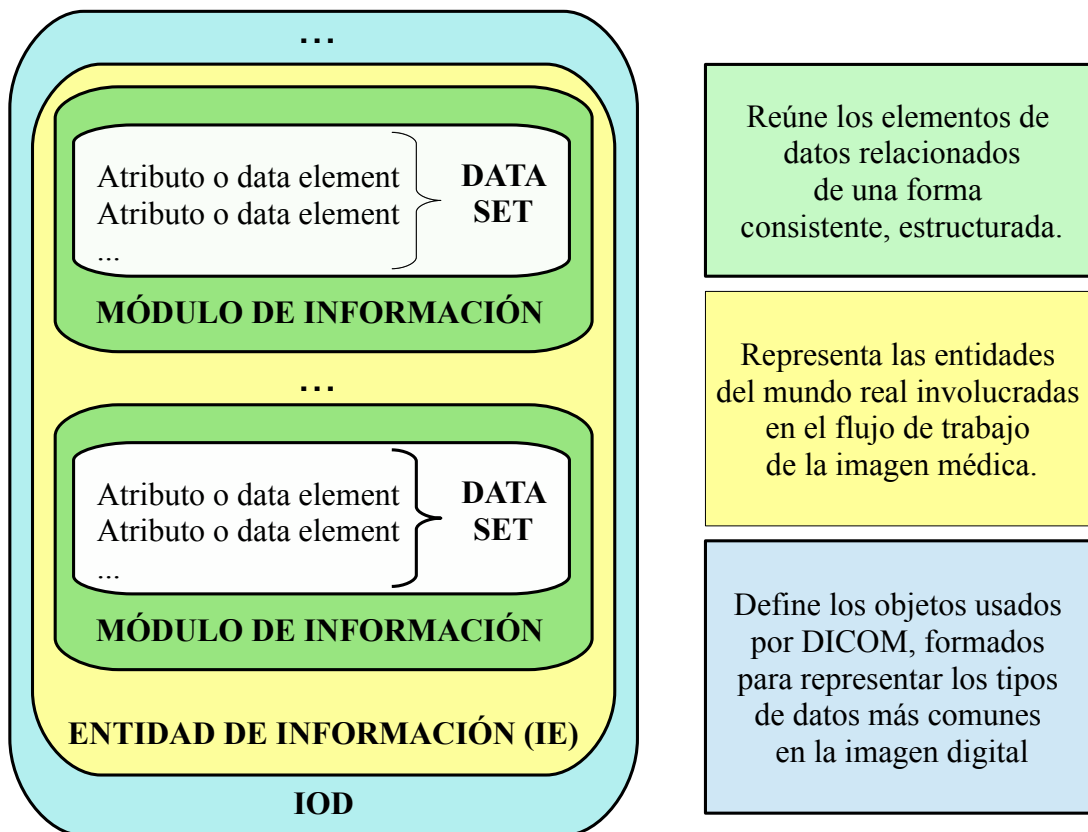 ...
Atributo o data element
Atributo o data element
...
DATA
SET
MÓDULO DE INFORMACIÓN
...
Atributo o data element
Atributo o data element
...
DATA
SET
MÓDULO DE INFORMACIÓN
ENTIDAD DE INFORMACIÓN (IE)
IOD
Reúne los elementos de
datos relacionados
de una forma
consistente, estructurada.
Representa las entidades
del mundo real involucradas
en el flujo de trabajo
de la imagen médica.
Define los objetos usados
por DICOM, formados
para representar los tipos
de datos más comunes
en la imagen digital